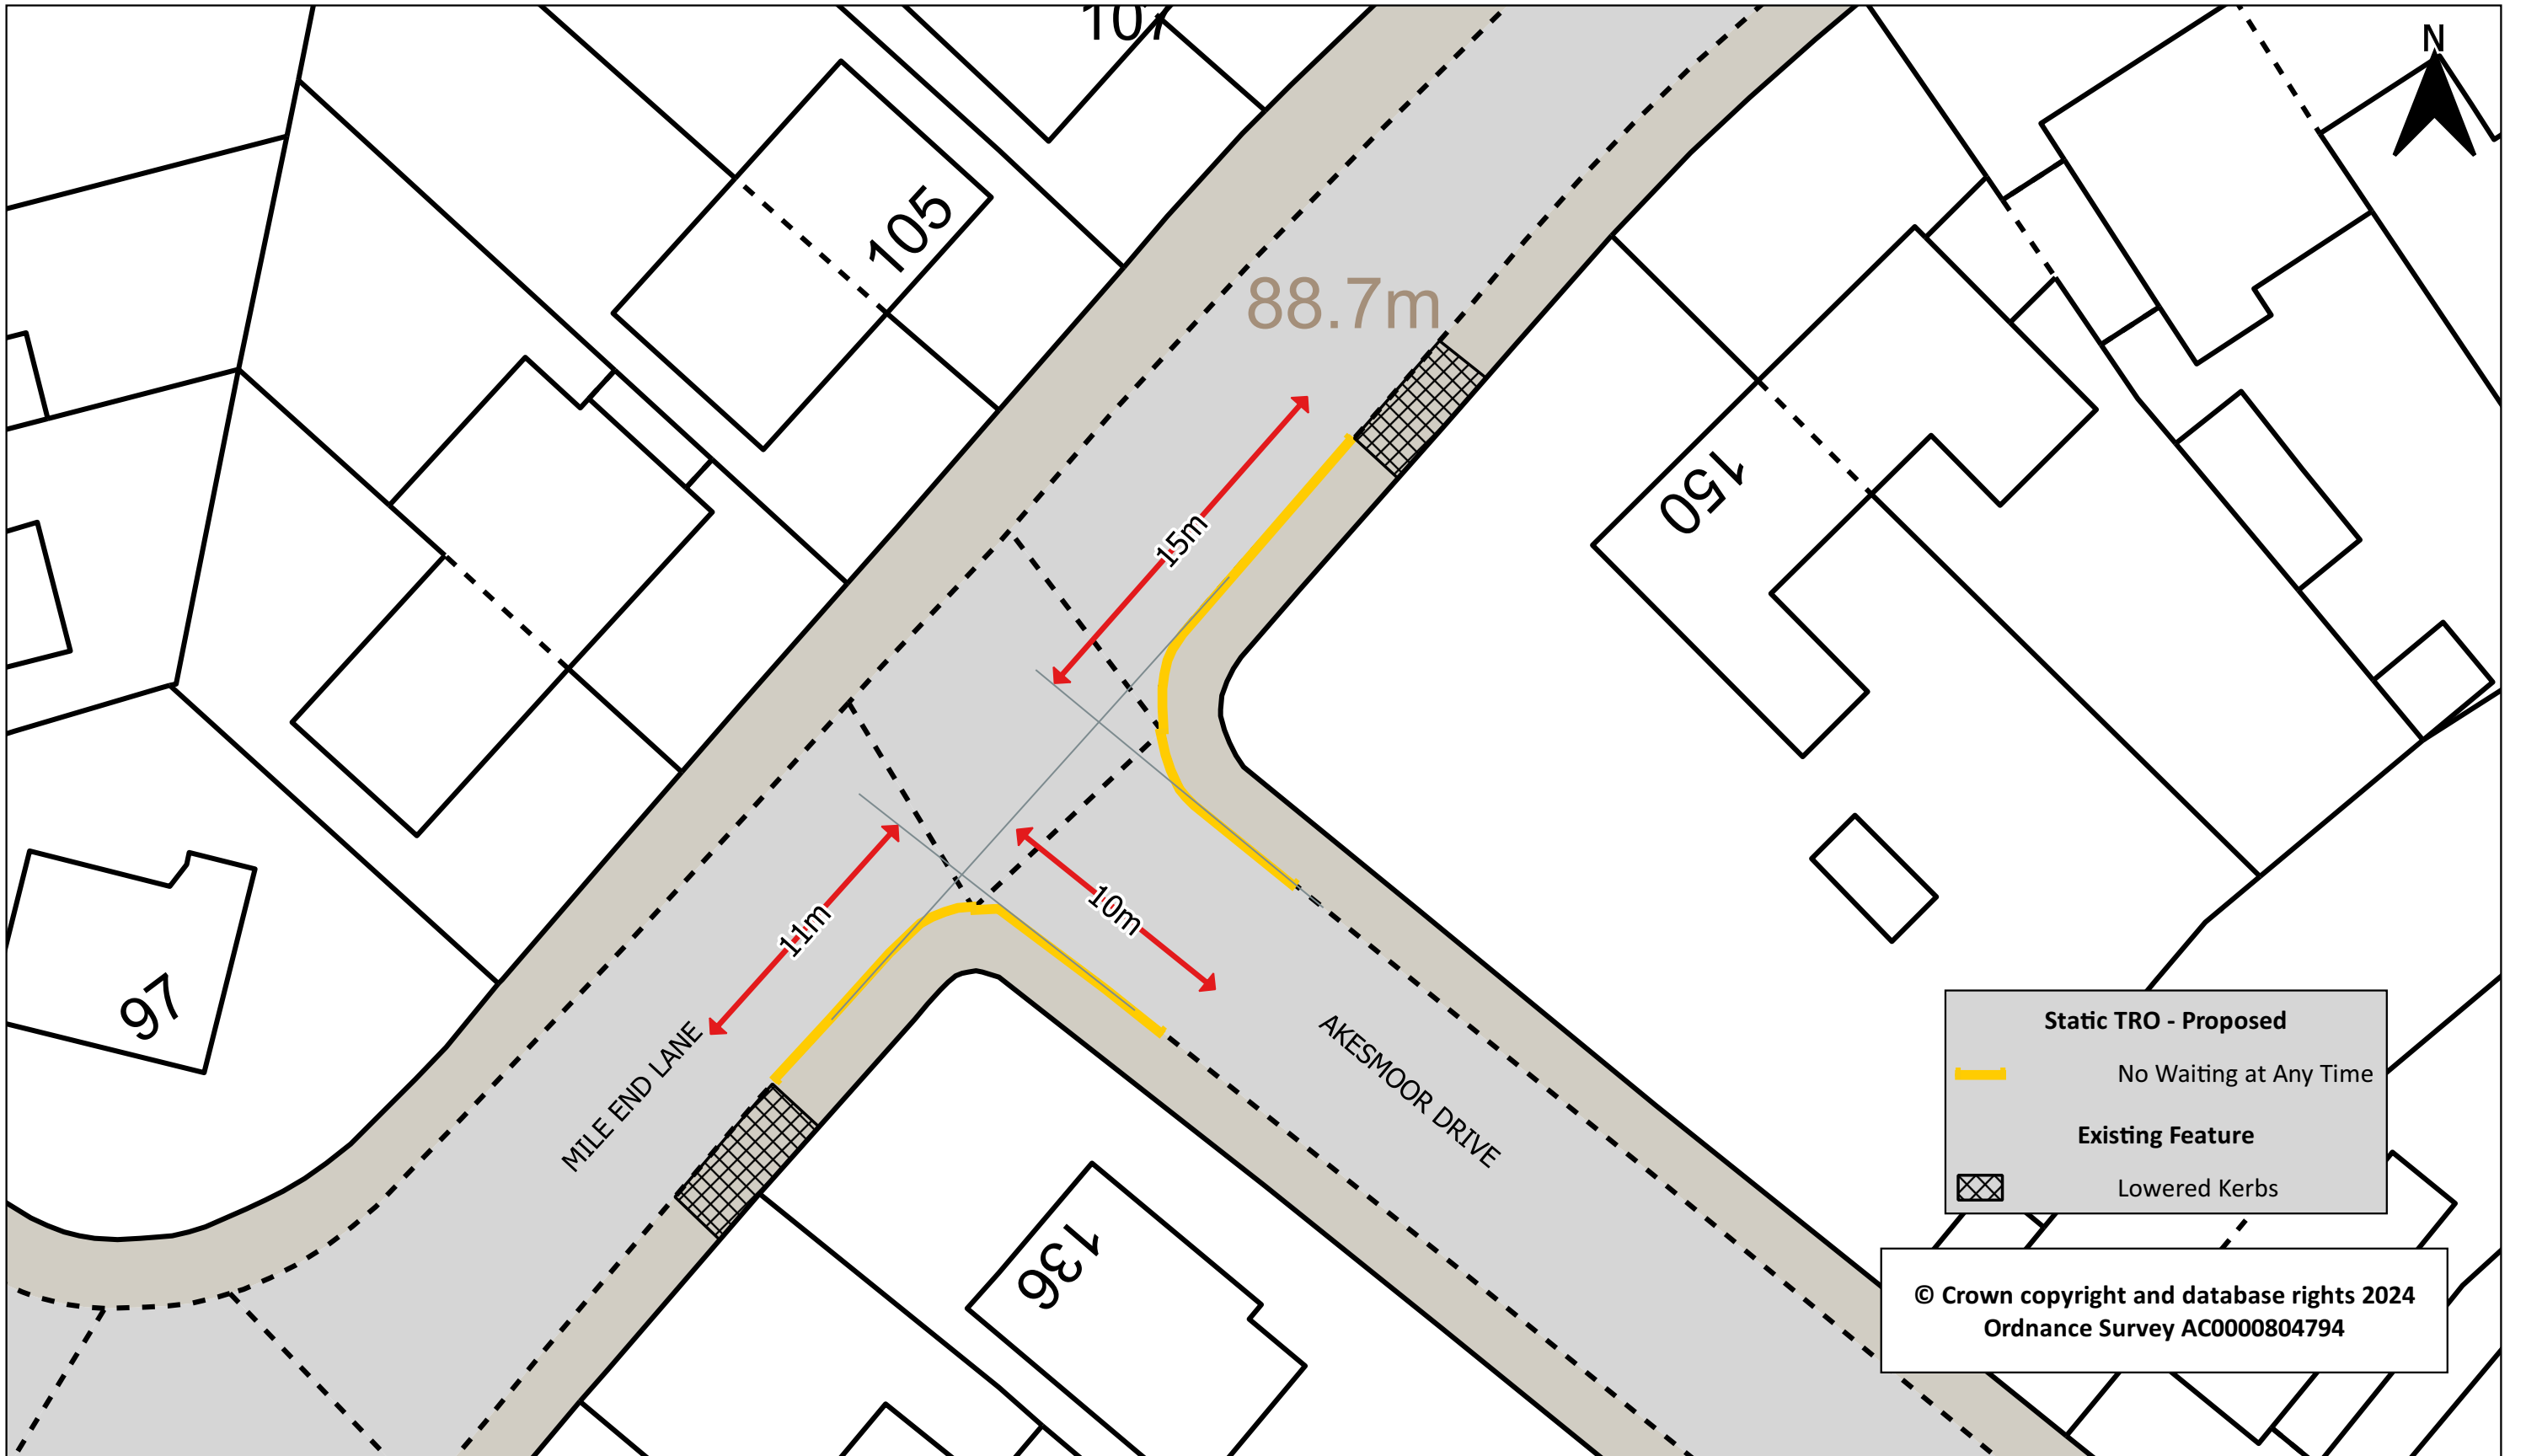 107
N
105
88.7m
150
15m
10m
11m
97
MILE END LANE
AKESMOOR DRIVE
136
Static TRO - Proposed
No Waiting at Any Time
Existing Feature
Lowered Kerbs
© Crown copyright and database rights 2024
Ordnance Survey AC0000804794